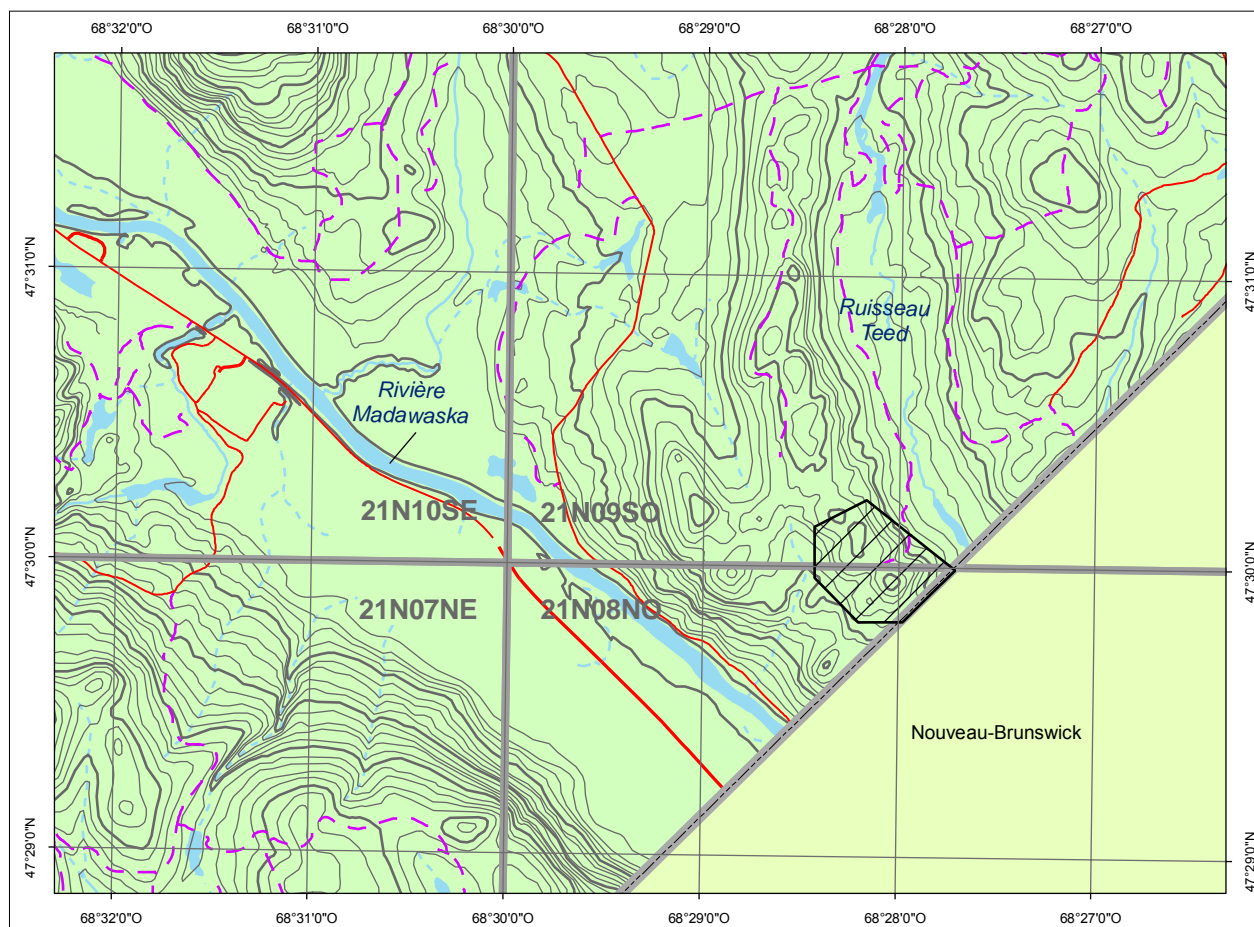 68°32'0"O 68°31'0"O 68°30'0"O 68°29'0"O 68°28'0"O 68°27'0"O
47°31'0"N
47°31'0"N
Ruisseau
Teed
Rivière
Madawaska
21N10SE
21N09SO
47°30'0"N
47°30'0"N
21N07NE
21N08NO
Nouveau-Brunswick
47°29'0"N
47°29'0"N
68°32'0"O 68°31'0"O 68°30'0"O 68°29'0"O 68°28'0"O 68°27'0"O